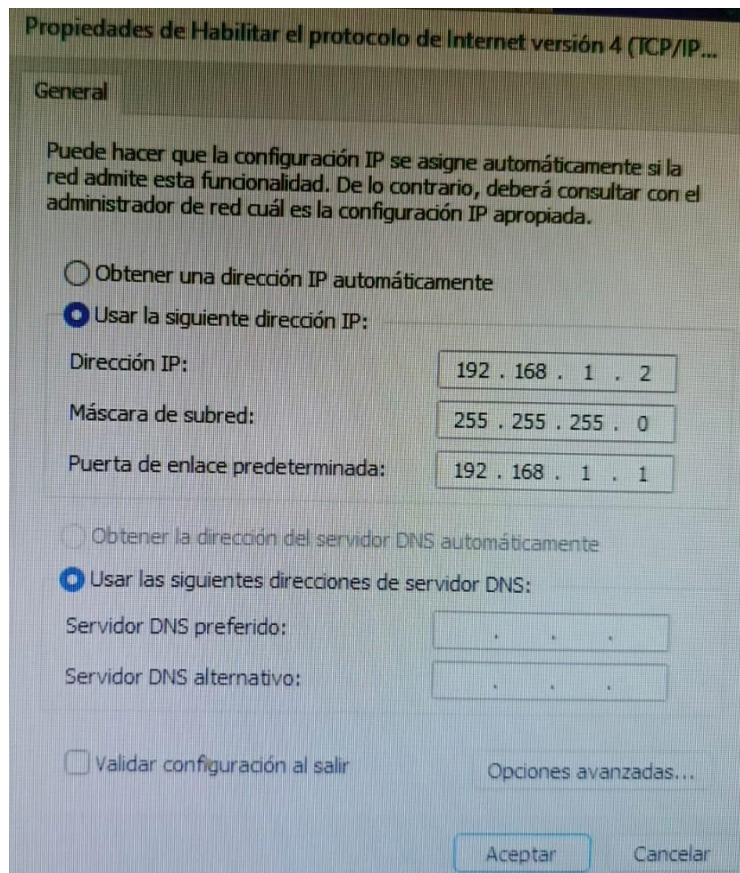 Propiedades de Habilitar el protocolo de Internet versión 4 (TCP/IP...
General
Puede hacer que la configuración IP se asigne automáticamente si la
red admite esta funcionalidad. De lo contrario, deberá consultar con el
administrador de red cuál es la configuración IP apropiada.
Obtener una dirección IP automáticamente
Usar la siguiente dirección IP:
Dirección IP: 192 . 168 . 1 . 2
Máscara de subred: 255 . 255 . 255 . 0
Puerta de enlace predeterminada: 192 . 168 . 1 . 1
Obtener la dirección del servidor DNS automáticamente
Usar las siguientes direcciones de servidor DNS:
Servidor DNS preferido: . . .
Servidor DNS alternativo: . . .
Validar configuración al salir Opciones avanzadas...
Aceptar Cancelar